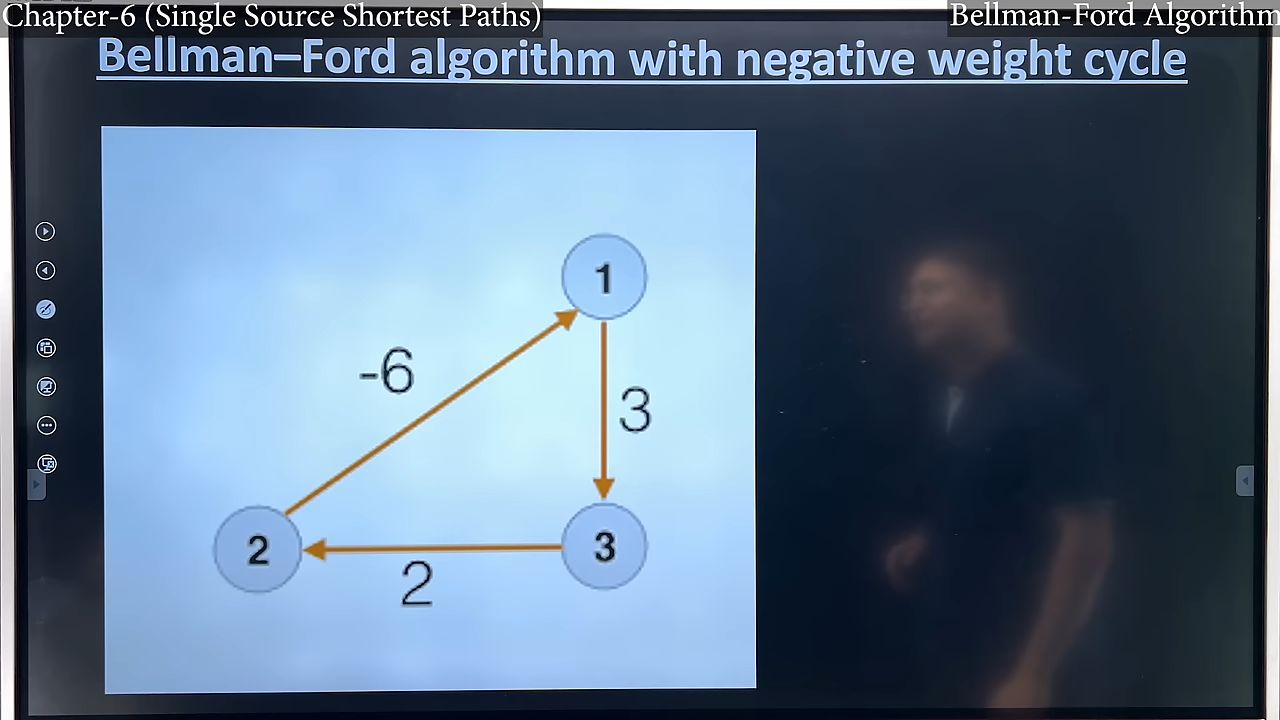 Chapter-6 (Single Source Shortest Paths)
Bellman-Ford Algorithm
Bellman–Ford algorithm with negative weight cycle
1
-6
3
2
3
2